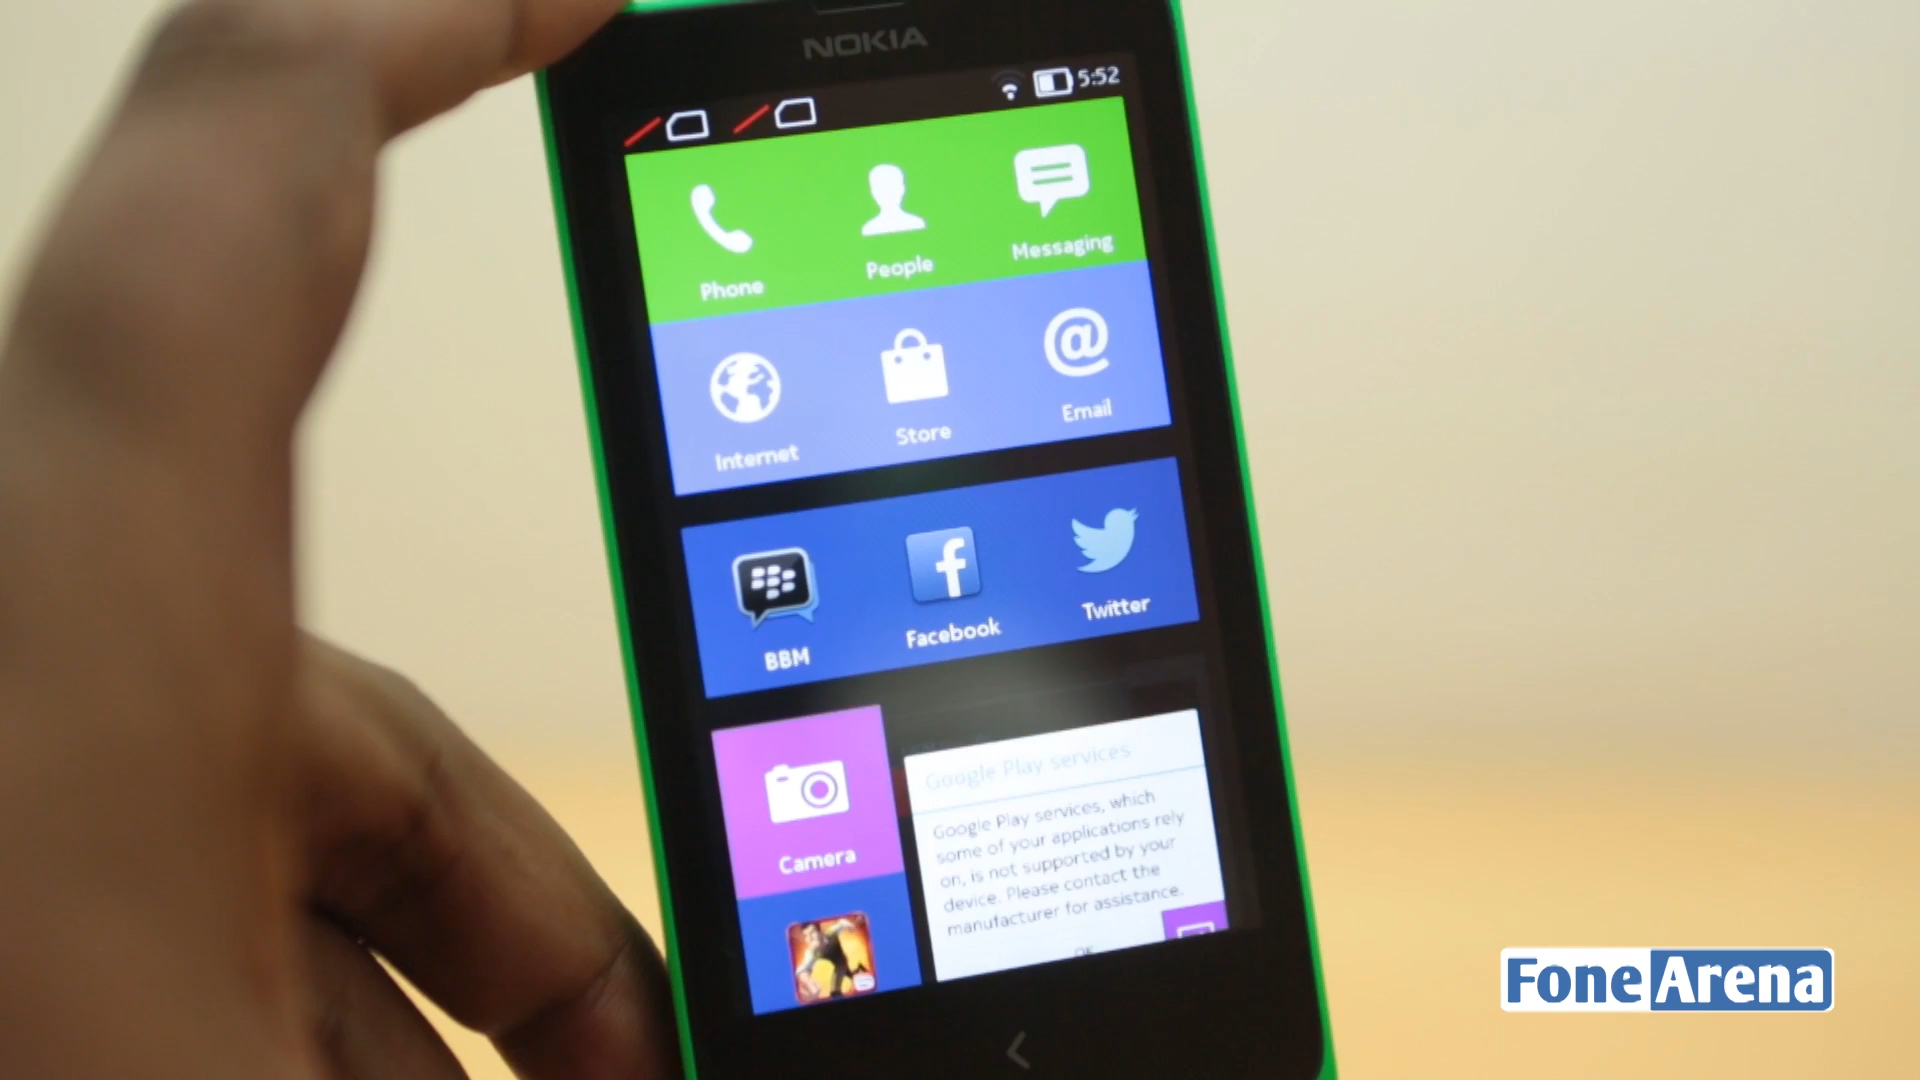 NOKIA
5:52
Phone People Messaging
Internet Store Email
BBM Facebook Twitter
Camera
Google Play services
Google Play services, which
some of your applications rely
on, is not supported by your
device. Please contact the
manufacturer for assistance.
OK
FoneArena